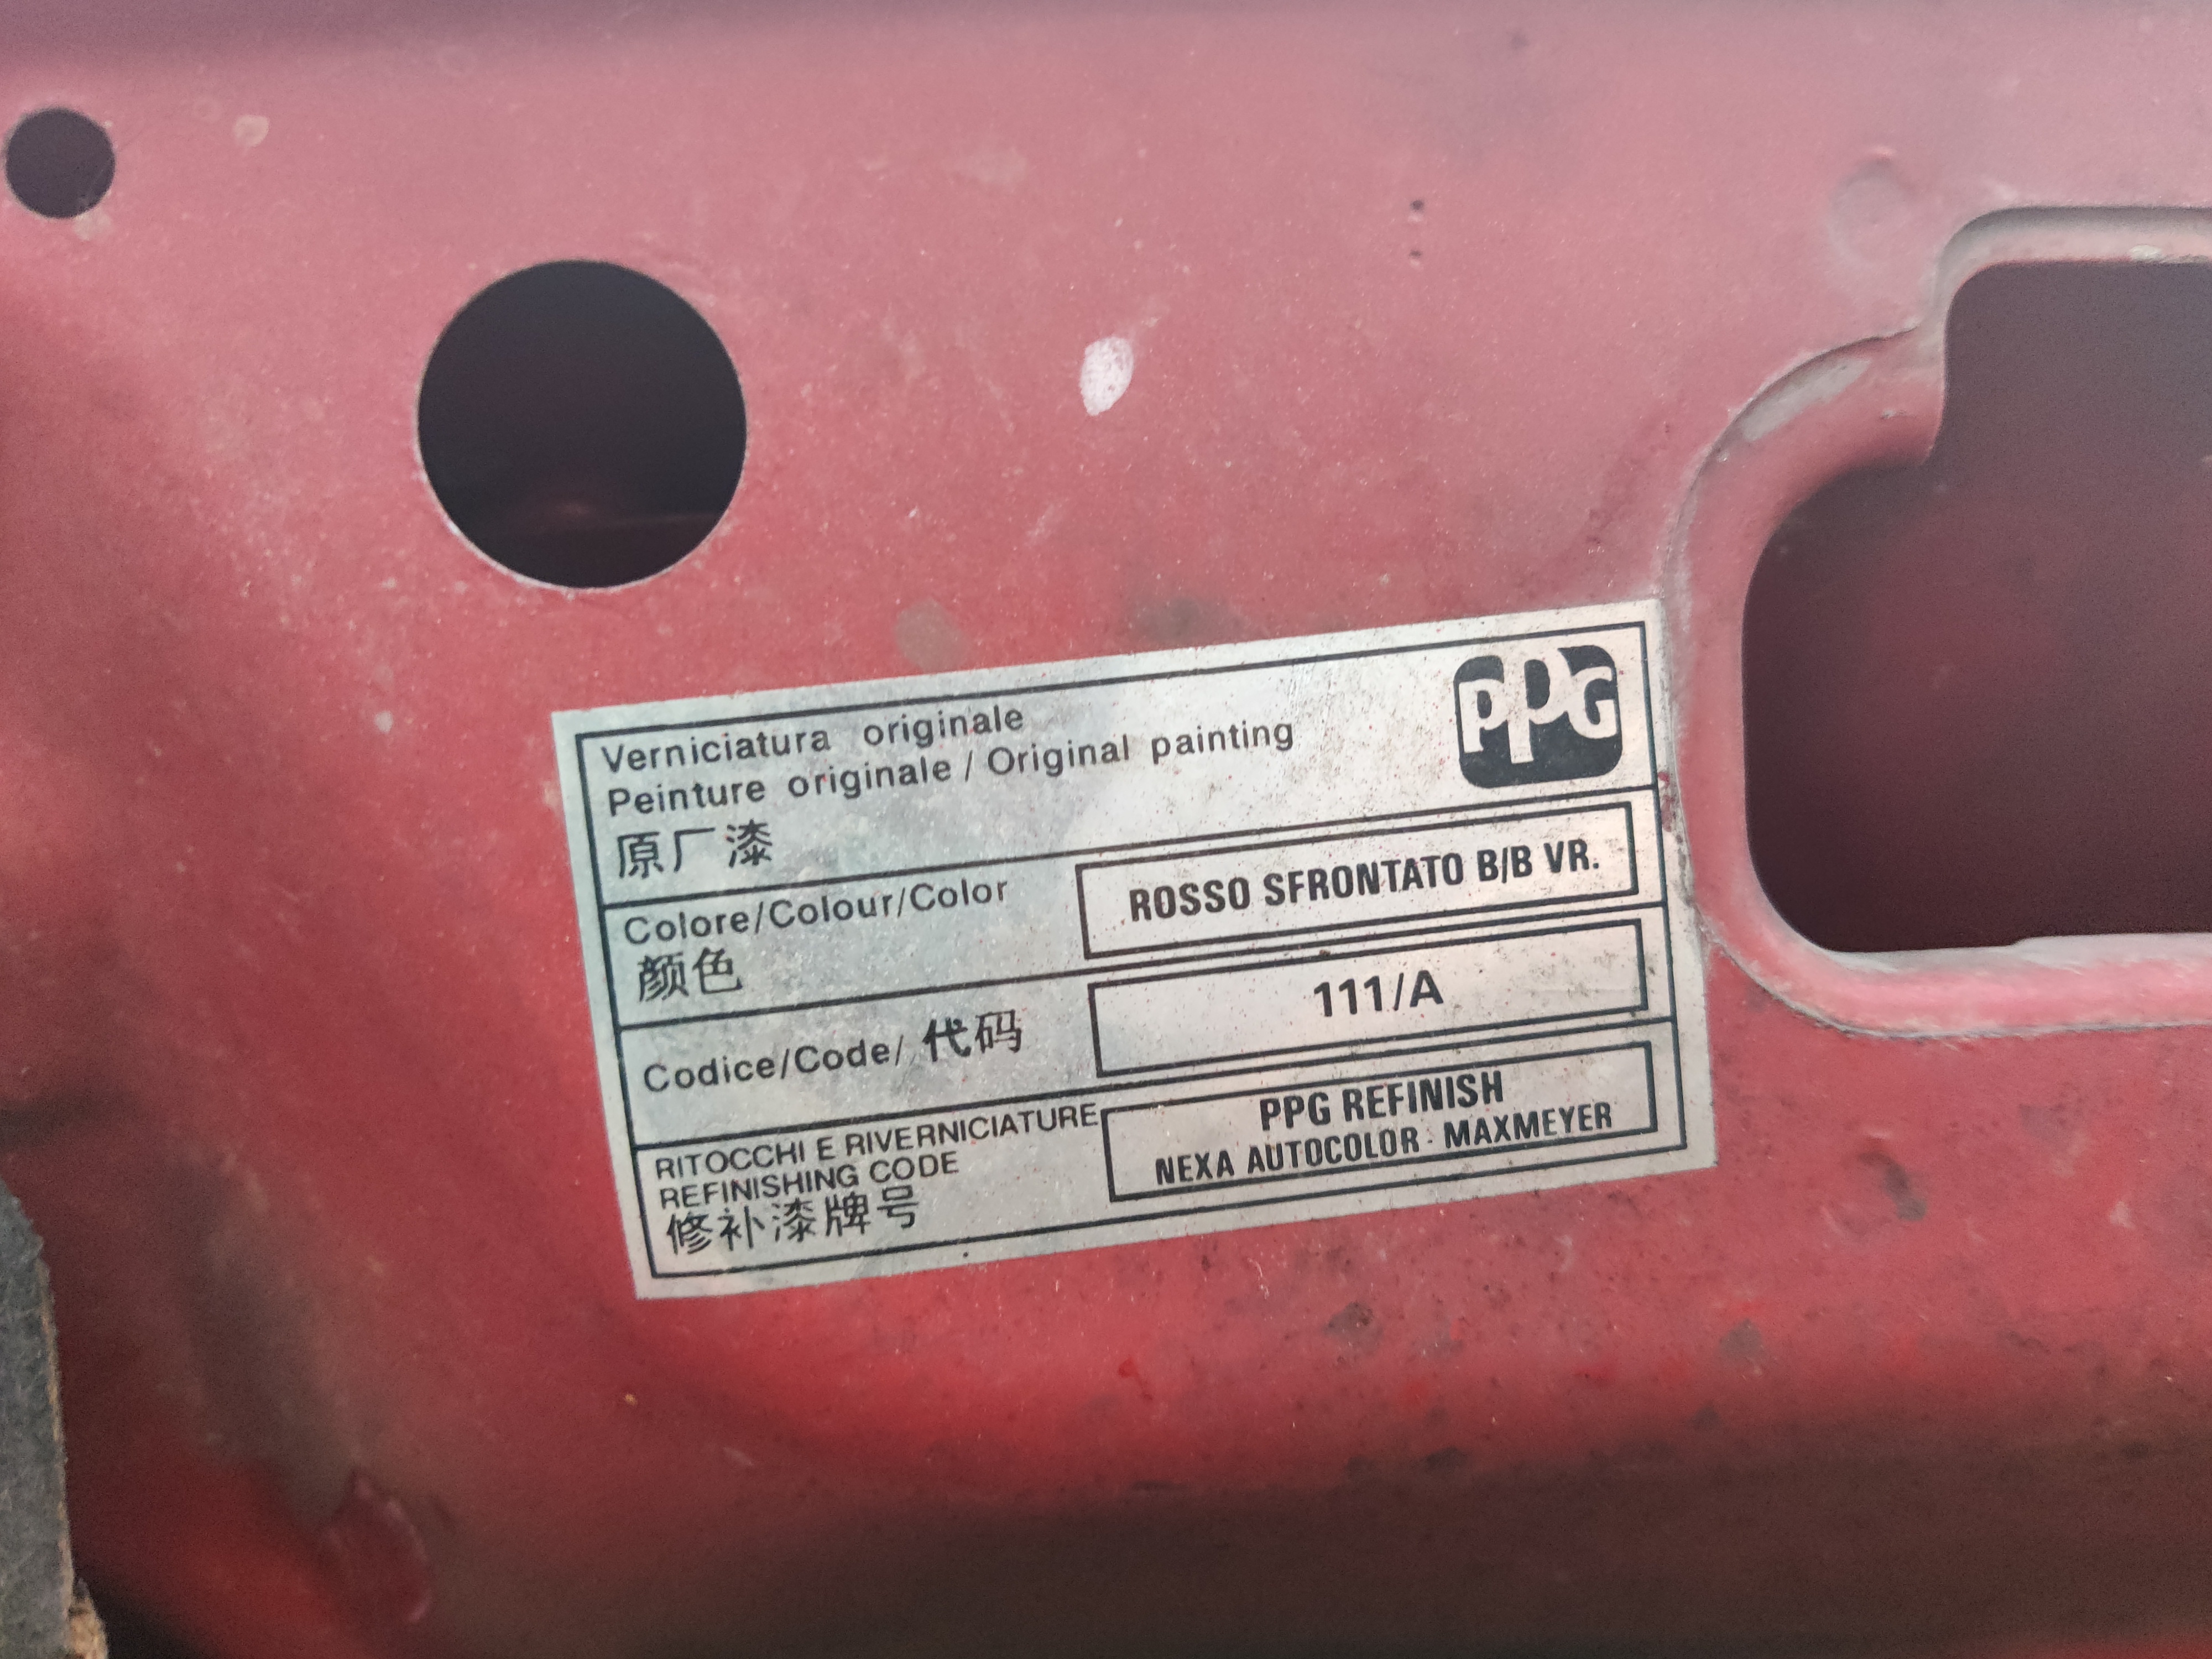 Verniciatura originale
Peinture originale / Original painting
原厂漆
PPG
Colore/Colour/Color
颜色
ROSSO SFRONTATO B/B VR.
Codice/Code/ 代码
111/A
RITOCCHI E RIVERNICIATURE
REFINISHING CODE
修补漆牌号
PPG REFINISH
NEXA AUTOCOLOR - MAXMEYER